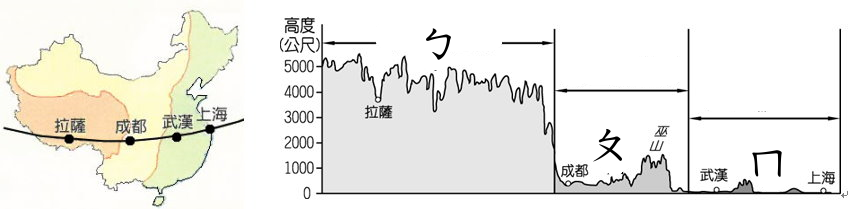 拉薩
成都
武漢
上海
高度
(公尺)
5000
4000
3000
2000
1000
0
ㄅ
拉薩
ㄆ
成都
巫山
ㄇ
武漢
上海